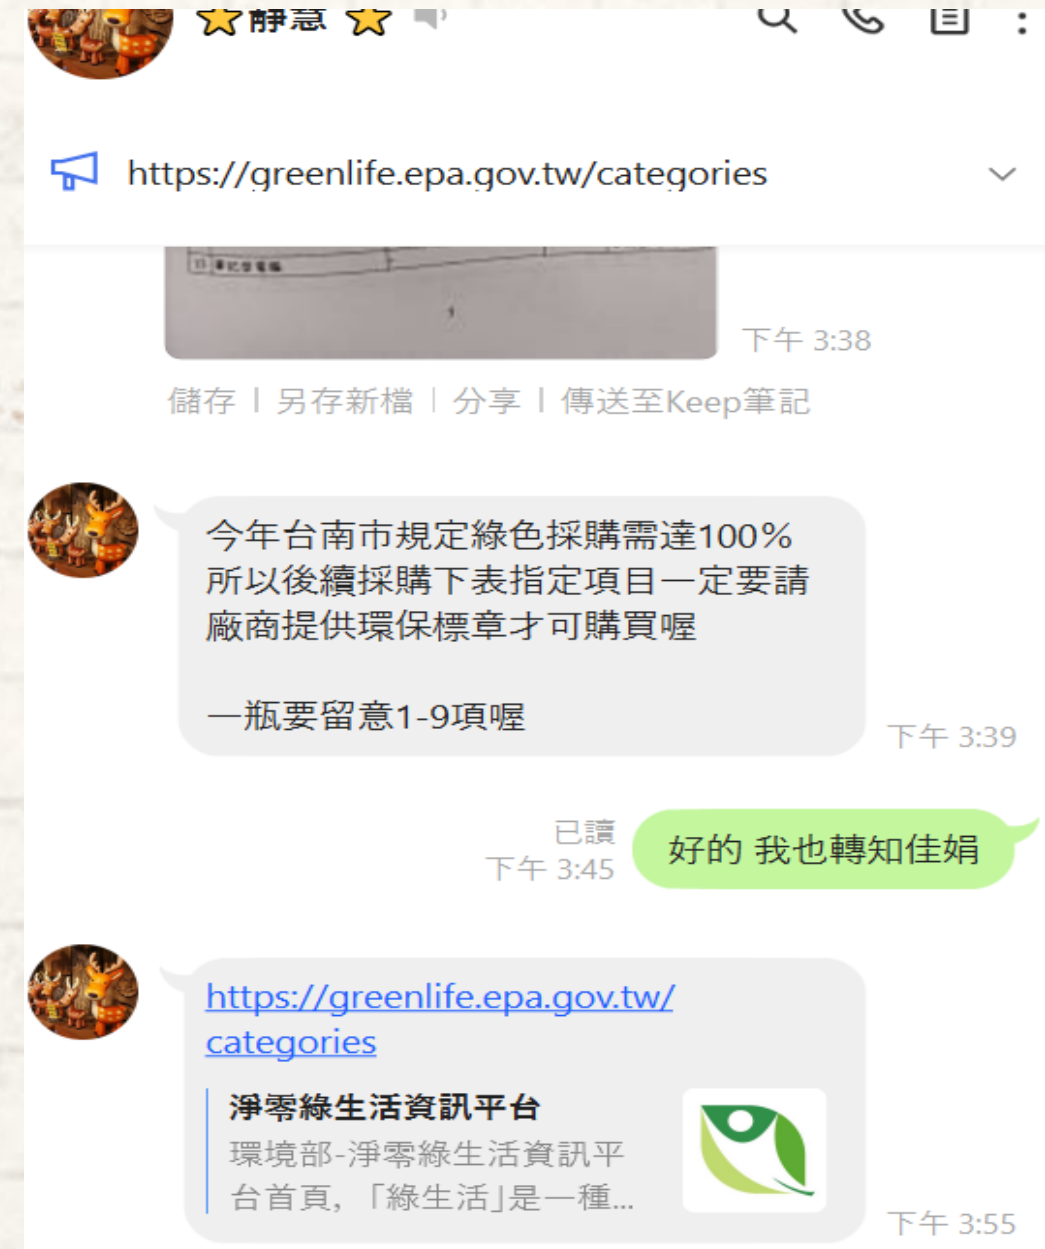 ⭐靜慧⭐
https://greenlife.epa.gov.tw/categories
下午 3:38
儲存 | 另存新檔 | 分享 | 傳送至Keep筆記
今年台南市規定綠色採購需達100%
所以後續採購下表指定項目一定要請
廠商提供環保標章才可購買喔
一瓶要留意1-9項喔
下午 3:39
已讀
下午 3:45
好的 我也轉知佳娟
https://greenlife.epa.gov.tw/
categories
淨零綠生活資訊平台
環境部-淨零綠生活資訊平
台首頁，「綠生活」是一種...
下午 3:55